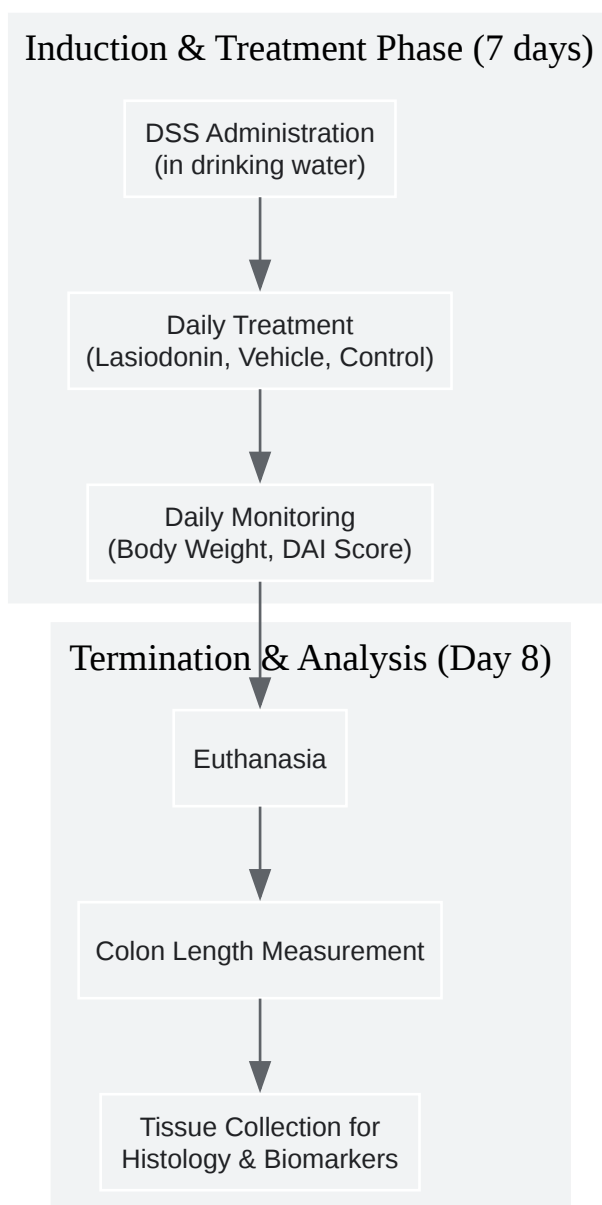 Induction & Treatment Phase (7 days)
DSS Administration
(in drinking water)
Daily Treatment
(Lasiodonin, Vehicle, Control)
Daily Monitoring
(Body Weight, DAI Score)
Termination & Analysis (Day 8)
Euthanasia
Colon Length Measurement
Tissue Collection for
Histology & Biomarkers